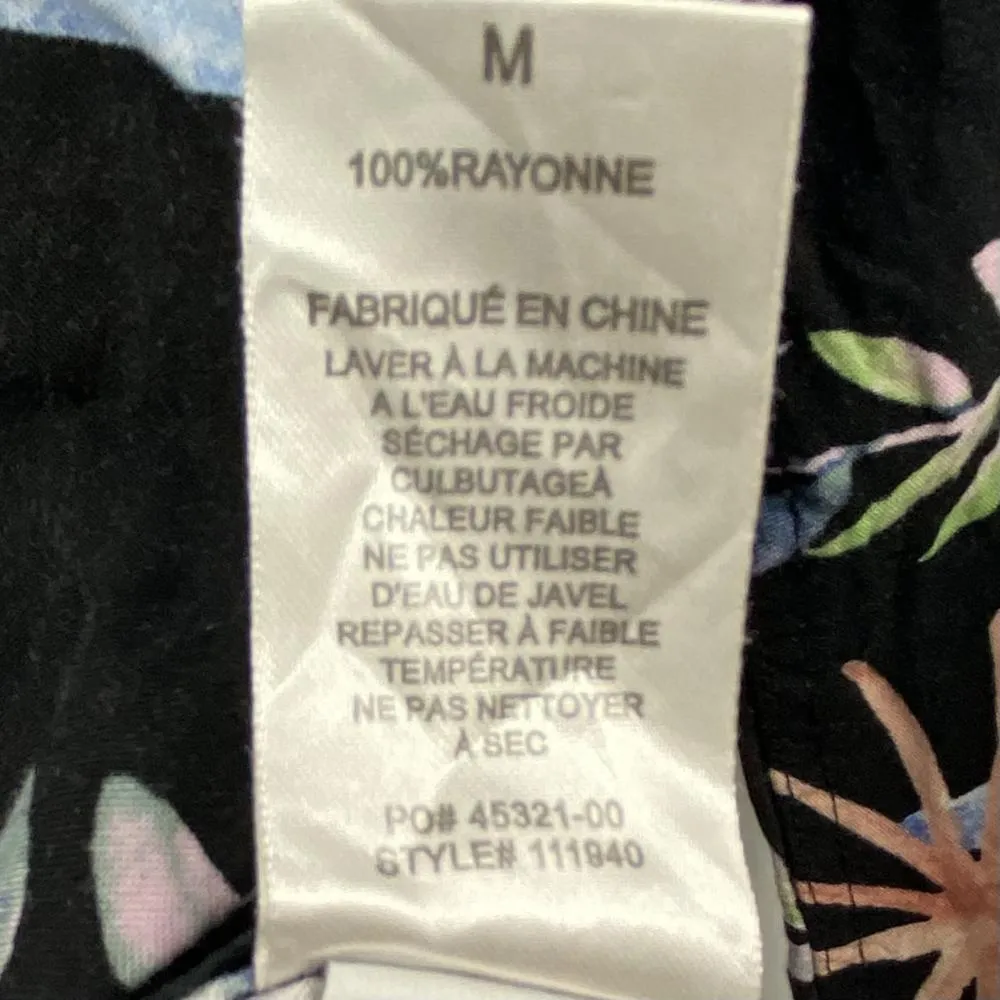 M
100%RAYONNE
FABRIQUÉ EN CHINE
LAVER À LA MACHINE
A L'EAU FROIDE
SÉCHAGE PAR
CULBUTAGEÀ
CHALEUR FAIBLE
NE PAS UTILISER
D'EAU DE JAVEL
REPASSER À FAIBLE
TEMPÉRATURE
NE PAS NETTOYER
À SEC
PO# 45321-00
STYLE# 111940